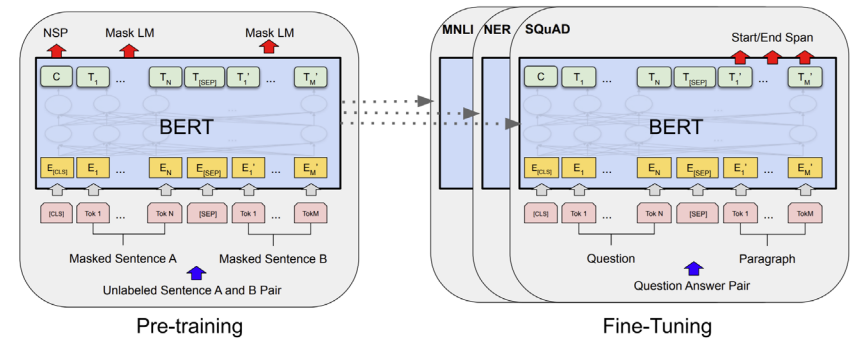 NSP Mask LM Mask LM
C T1 ... TN T[SEP] T1' ... TM'
BERT
E[CLS] E1 ... EN E[SEP] E1' ... EM'
[CLS] Tok 1 ... Tok N [SEP] Tok 1 ... TokM
Masked Sentence A Masked Sentence B
Unlabeled Sentence A and B Pair
Pre-training
MNLI NER SQuAD
Start/End Span
C T1 ... TN T[SEP] T1' ... TM'
BERT
E[CLS] E1 ... EN E[SEP] E1' ... EM'
[CLS] Tok 1 ... Tok N [SEP] Tok 1 ... TokM
Question Paragraph
Question Answer Pair
Fine-Tuning